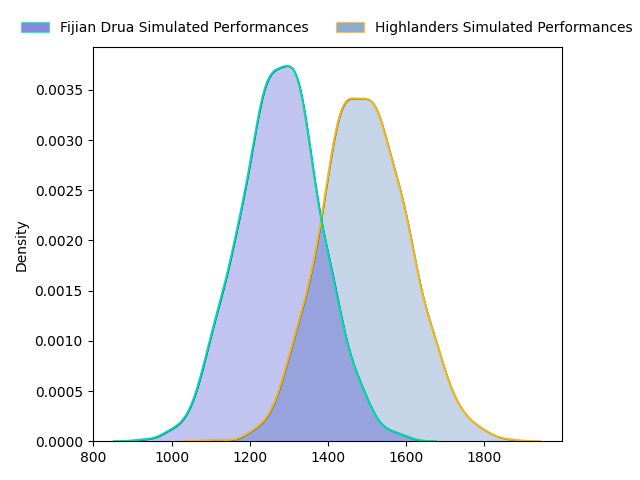 Fijian Drua Simulated Performances
Highlanders Simulated Performances
0.0035
0.0030
0.0025
0.0020
0.0015
0.0010
0.0005
0.0000
Density
800 1000 1200 1400 1600 1800